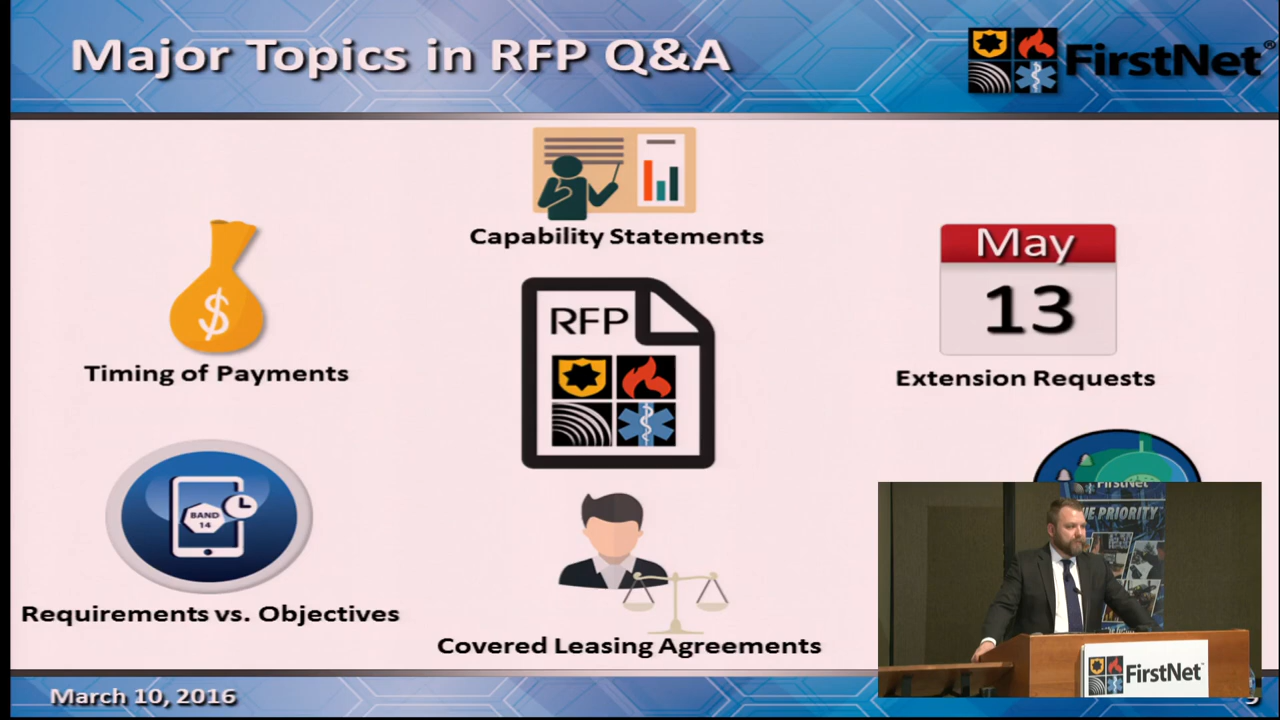 Major Topics in RFP Q&A
FirstNet®
Capability Statements
$
Timing of Payments
RFP
May
13
Extension Requests
BAND
14
Requirements vs. Objectives
Covered Leasing Agreements
FirstNet
PRIORITY
FirstNet
March 10, 2016